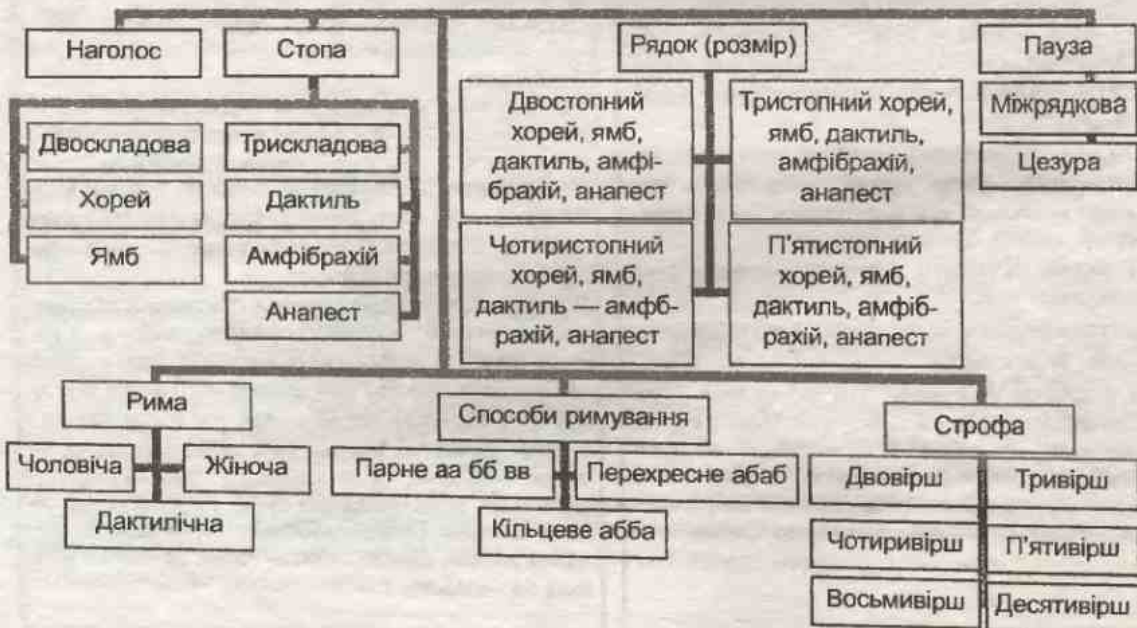 Наголос
Стопа
Рядок (розмір)
Пауза
Двоскладова
Хорей
Ямб
Трискладова
Дактиль
Амфібрахій
Анапест
Двостопний
хорей, ямб,
дактиль, амфі-
брахій, анапест
Тристопний хорей,
ямб, дактиль,
амфібрахій,
анапест
Чотиристопний
хорей, ямб,
дактиль — амфб-
рахій, анапест
П'ятистопний
хорей, ямб,
дактиль, амфіб-
рахій, анапест
Міжрядкова
Цезура
Рима
Чоловіча
Жіноча
Дактилічна
Способи римування
Парне аа бб вв
Перехресне абаб
Кільцеве абба
Строфа
Двовірш
Тривірш
Чотиривірш
П'ятивірш
Восьмивірш
Десятивірш